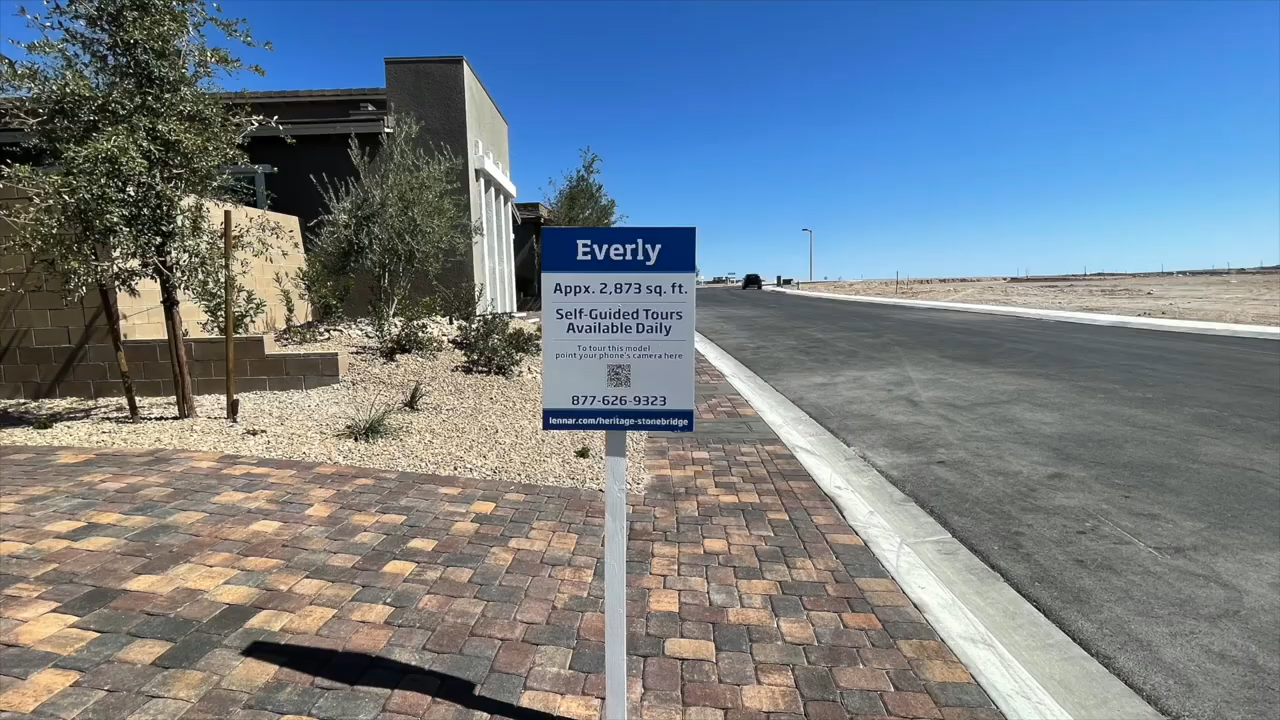 Everly
Appx. 2,873 sq. ft.
Self-Guided Tours
Available Daily
To tour this model
point your phone's camera here
877-626-9323
lennar.com/heritage-stonebridge